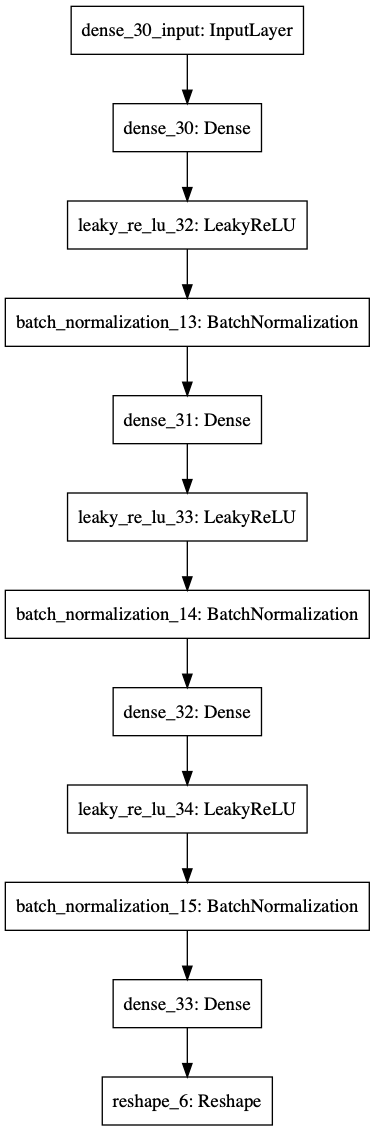 dense_30_input: InputLayer
dense_30: Dense
leaky_re_lu_32: LeakyReLU
batch_normalization_13: BatchNormalization
dense_31: Dense
leaky_re_lu_33: LeakyReLU
batch_normalization_14: BatchNormalization
dense_32: Dense
leaky_re_lu_34: LeakyReLU
batch_normalization_15: BatchNormalization
dense_33: Dense
reshape_6: Reshape